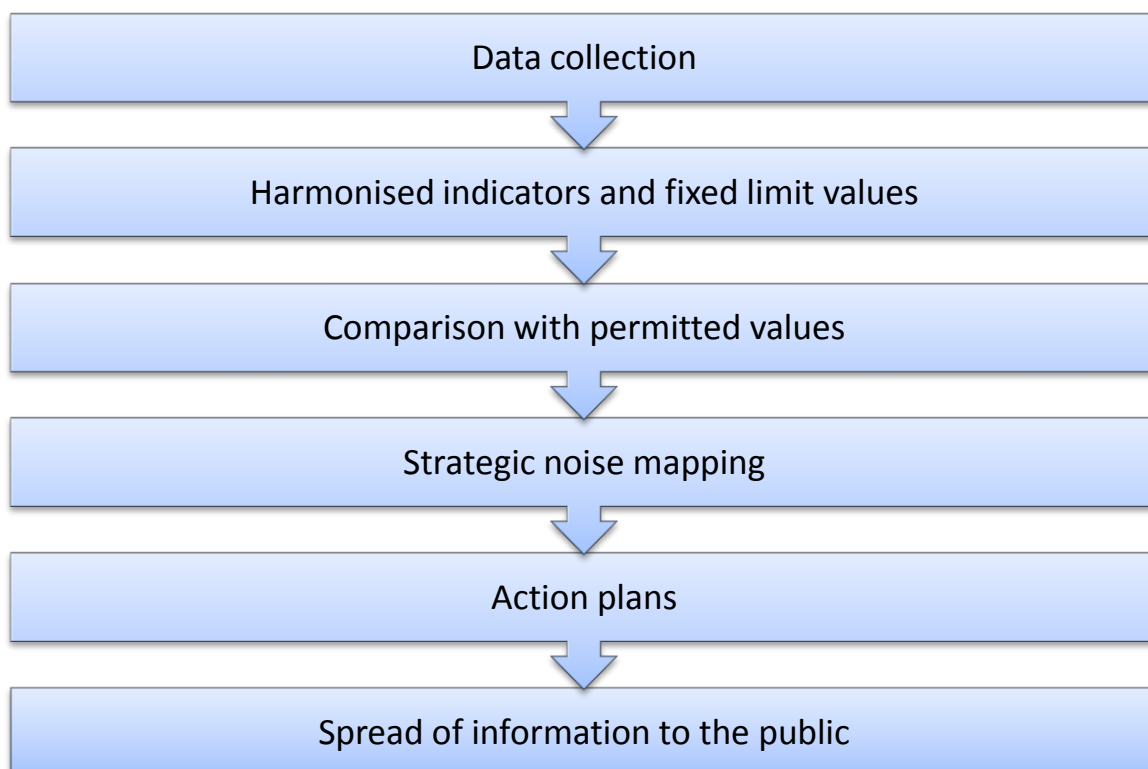 Data collection
Harmonised indicators and fixed limit values
Comparison with permitted values
Strategic noise mapping
Action plans
Spread of information to the public